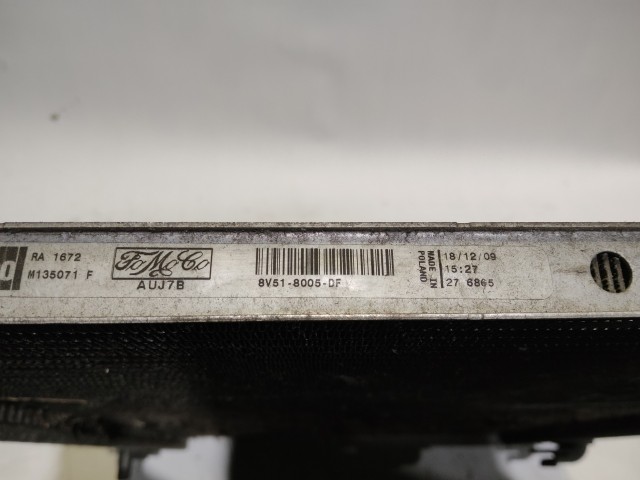 RA 1672
M135071 F
FoMoCo
AUJ7B
8V51-8005-DF
MADE IN
POLAND
18/12/09
15:27
27 6865